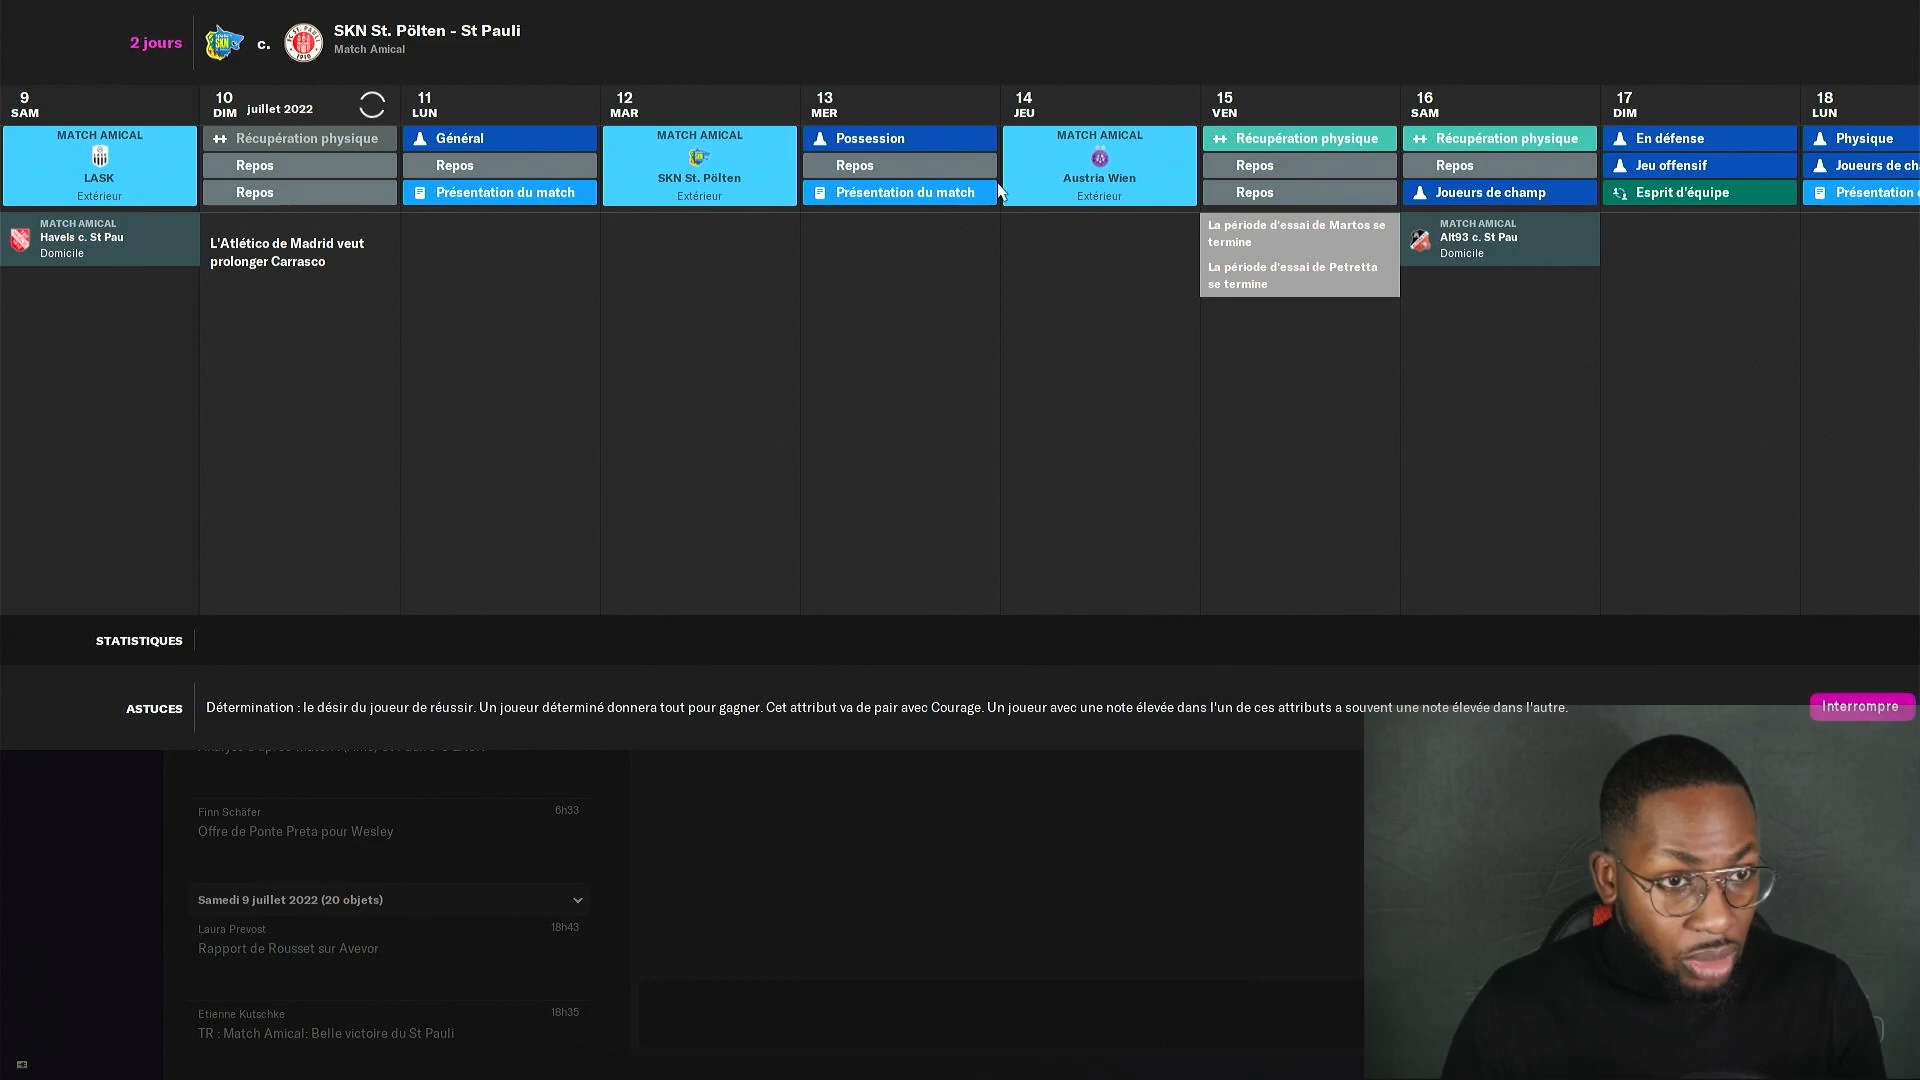 2 jours
c.
SKN St. Pölten - St Pauli
Match Amical
9
SAM
10
DIM juillet 2022
11
LUN
12
MAR
13
MER
14
JEU
15
VEN
16
SAM
17
DIM
18
LUN
MATCH AMICAL
LASK
Extérieur
Récupération physique
Repos
Repos
Général
Repos
Présentation du match
MATCH AMICAL
SKN St. Pölten
Extérieur
Possession
Repos
Présentation du match
MATCH AMICAL
Austria Wien
Extérieur
Récupération physique
Repos
Repos
Récupération physique
Repos
Joueurs de champ
En défense
Jeu offensif
Esprit d'équipe
Physique
Joueurs de cha
Présentation
MATCH AMICAL
Havels c. St Pau
Domicile
L'Atlético de Madrid veut
prolonger Carrasco
La période d'essai de Martos se
termine
La période d'essai de Petretta
se termine
MATCH AMICAL
Alt93 c. St Pau
Domicile
STATISTIQUES
ASTUCES
Détermination : le désir du joueur de réussir. Un joueur déterminé donnera tout pour gagner. Cet attribut va de pair avec Courage. Un joueur avec une note élevée dans l'un de ces attributs a souvent une note élevée dans l'autre.
Interrompre
Finn Schäfer 6h33
Offre de Ponte Preta pour Wesley
Samedi 9 juillet 2022 (20 objets)
Laura Prevost 18h43
Rapport de Rousset sur Avevor
Etienne Kutschke 18h35
TR : Match Amical: Belle victoire du St Pauli